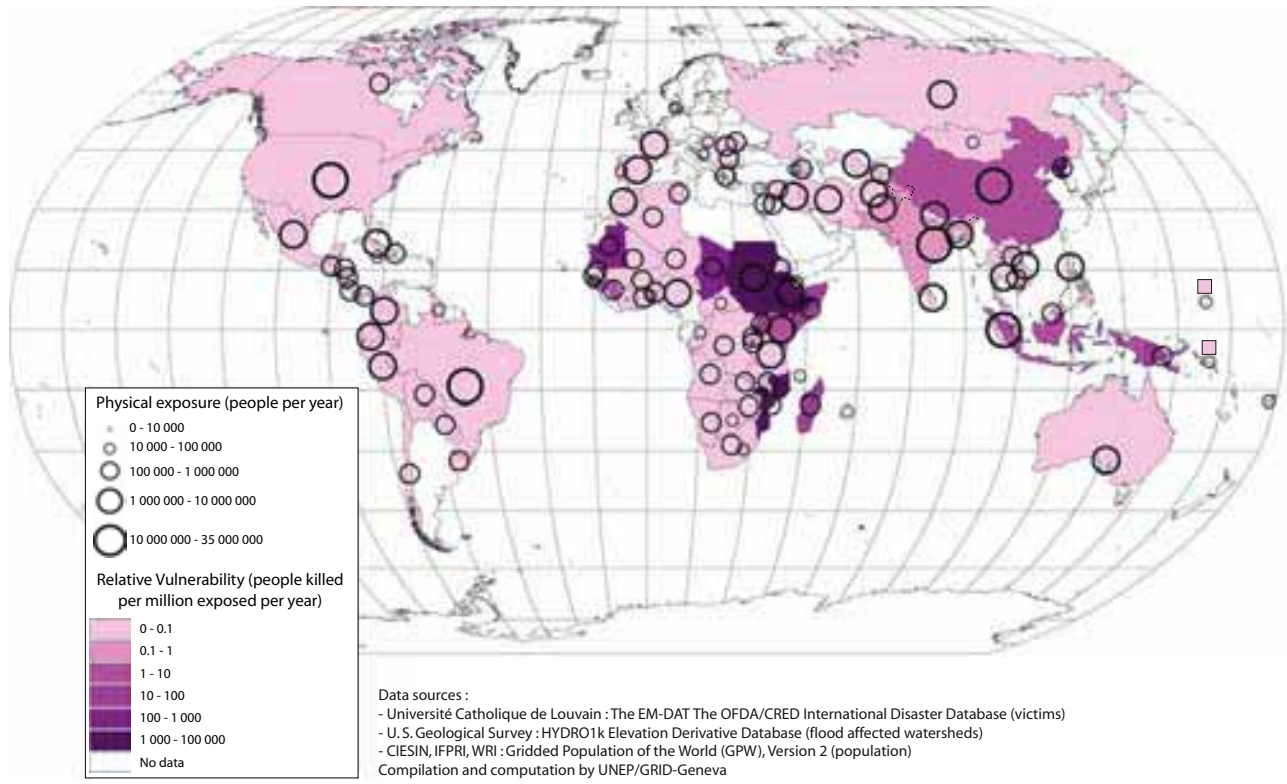 Physical exposure (people per year)
0 - 10 000
10 000 - 100 000
100 000 - 1 000 000
1 000 000 - 10 000 000
10 000 000 - 35 000 000
Relative Vulnerability (people killed
per million exposed per year)
0 - 0.1
0.1 - 1
1 - 10
10 - 100
100 - 1 000
1 000 - 100 000
No data
Data sources :
- Université Catholique de Louvain : The EM-DAT The OFDA/CRED International Disaster Database (victims)
- U. S. Geological Survey : HYDRO1k Elevation Derivative Database (flood affected watersheds)
- CIESIN, IFPRI, WRI : Gridded Population of the World (GPW), Version 2 (population)
Compilation and computation by UNEP/GRID-Geneva